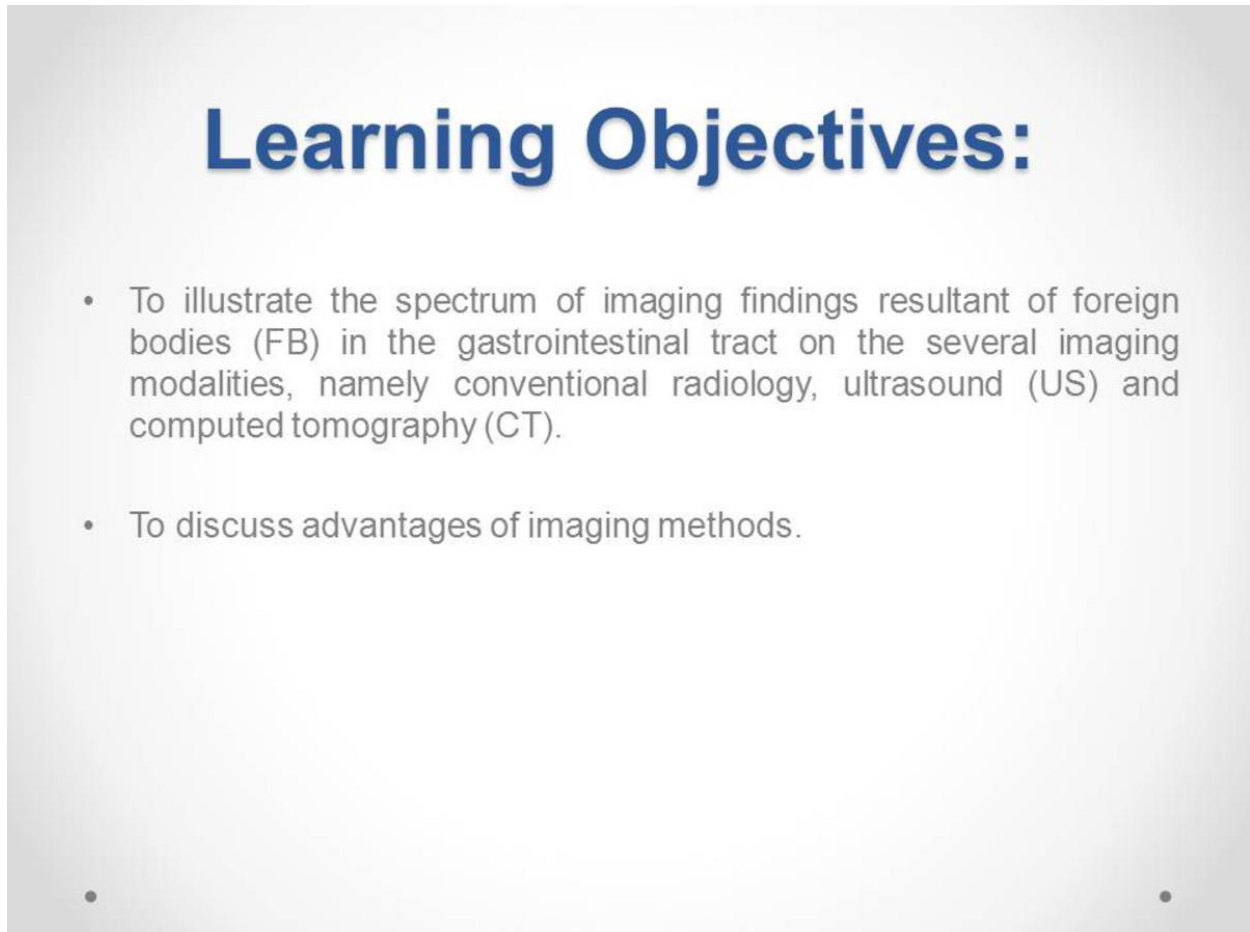 Learning Objectives:
• To illustrate the spectrum of imaging findings resultant of foreign
bodies (FB) in the gastrointestinal tract on the several imaging
modalities, namely conventional radiology, ultrasound (US) and
computed tomography (CT).
• To discuss advantages of imaging methods.